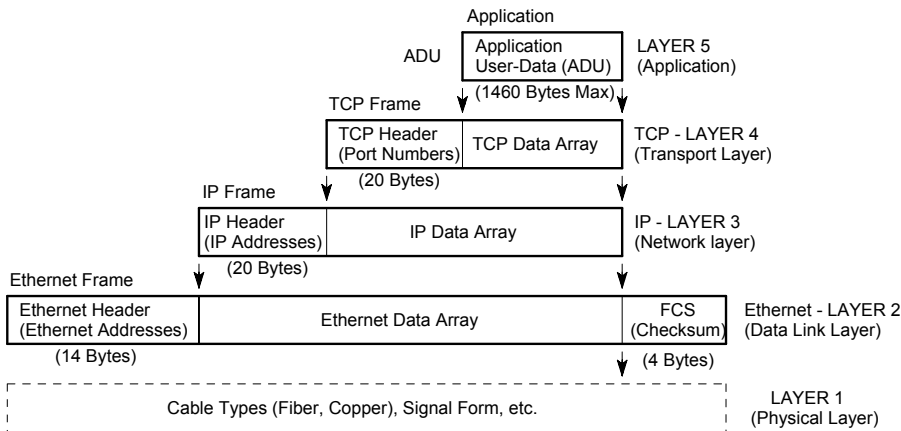 Application
ADU
Application
User-Data (ADU)
LAYER 5
(Application)
(1460 Bytes Max)
TCP Frame
TCP Header
(Port Numbers)
TCP Data Array
TCP - LAYER 4
(Transport Layer)
(20 Bytes)
IP Frame
IP Header
(IP Addresses)
IP Data Array
IP - LAYER 3
(Network layer)
(20 Bytes)
Ethernet Frame
Ethernet Header
(Ethernet Addresses)
Ethernet Data Array
FCS
(Checksum)
Ethernet - LAYER 2
(Data Link Layer)
(14 Bytes)
(4 Bytes)
Cable Types (Fiber, Copper), Signal Form, etc.
LAYER 1
(Physical Layer)